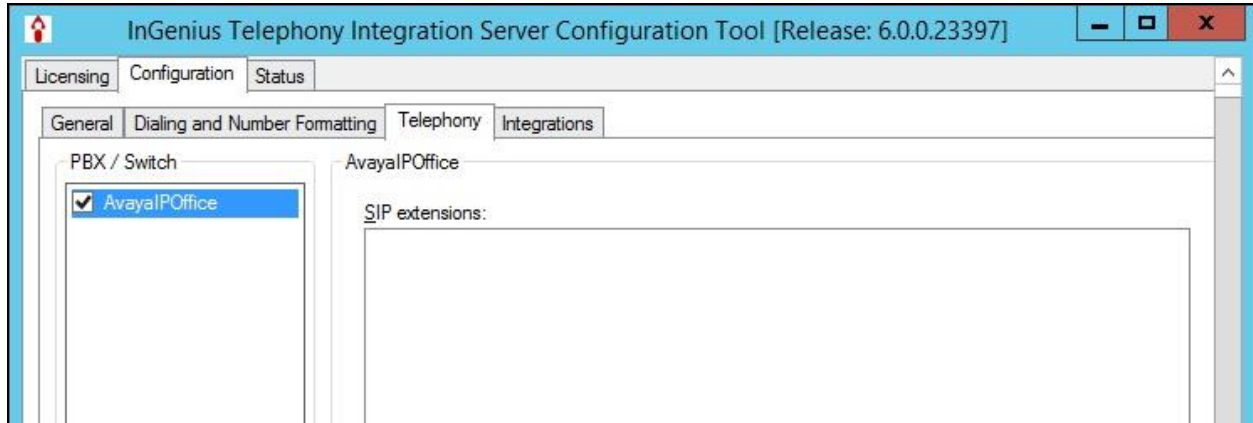 InGenius Telephony Integration Server Configuration Tool [Release: 6.0.0.23397]
Licensing Configuration Status
General Dialing and Number Formatting Telephony Integrations
PBX / Switch AvayaIPOffice
AvayaIPOffice
SIP extensions: